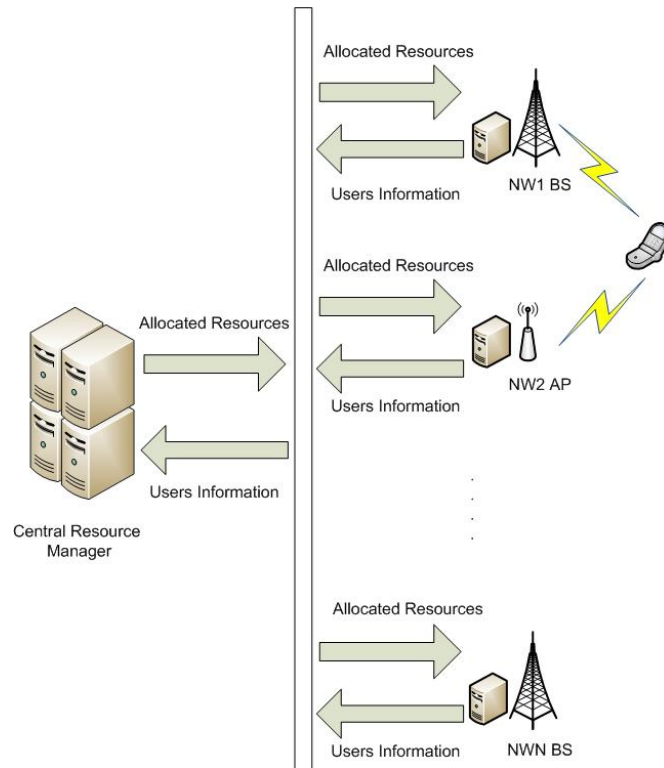 Allocated Resources
Users Information
NW1 BS
Allocated Resources
Users Information
NW2 AP
Allocated Resources
Users Information
Central Resource
Manager
Allocated Resources
Users Information
NWN BS